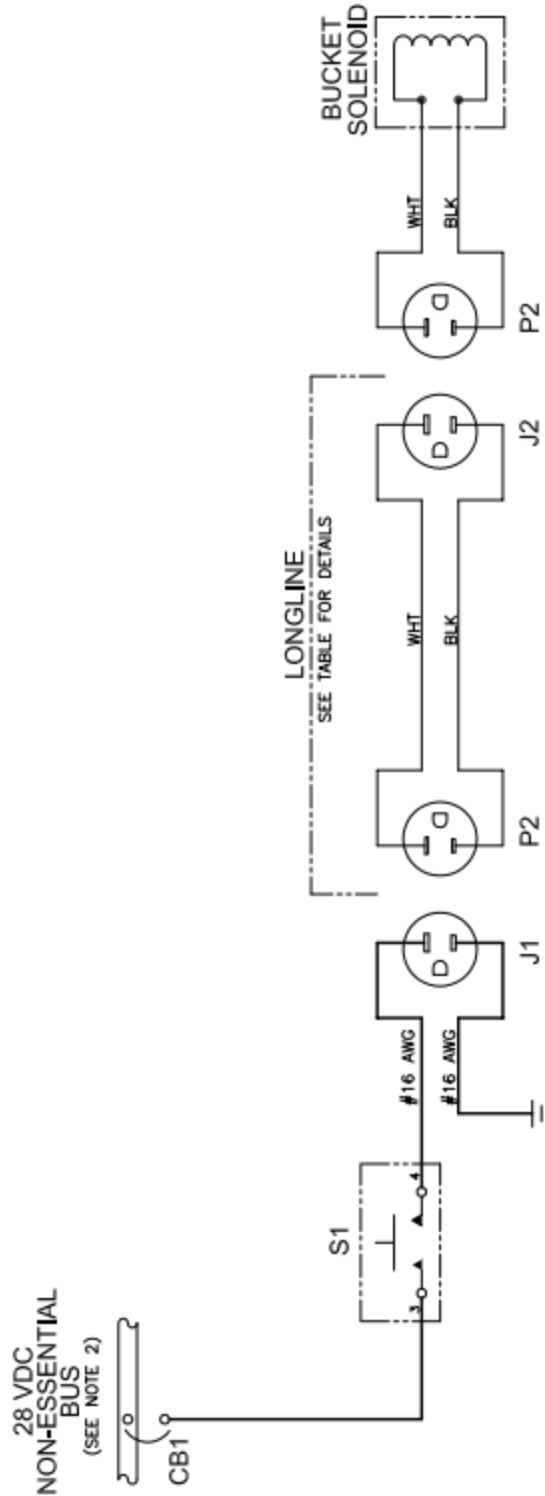 28 VDC
NON-ESSENTIAL
BUS
(SEE NOTE 2)
CB1
S1
3
4
#16 AWG
#16 AWG
J1
LONGLINE
SEE TABLE FOR DETAILS
P2
WHT
BLK
J2
P2
WHT
BLK
BUCKET
SOLENOID